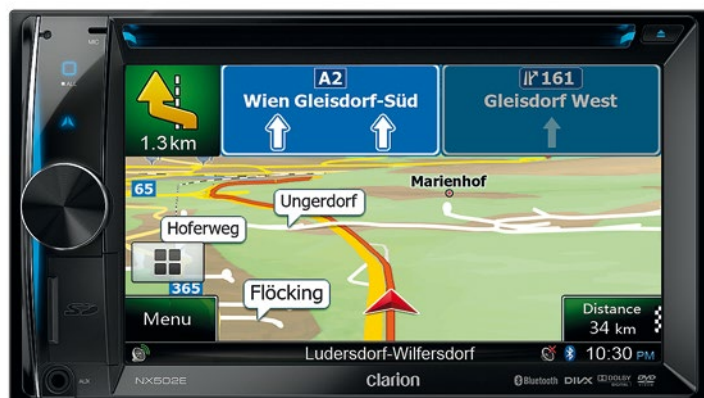 MIC
ALL
A2
Wien Gleisdorf-Süd
161
Gleisdorf West
1.3km
65
Marienhof
Ungerdorf
Hoferweg
365
Flöcking
Menu
Distance
34 km
Ludersdorf-Wilfersdorf
10:30 PM
SD
AUX
NX502E
clarion
Bluetooth DIVX DOLBY DIGITAL DVD